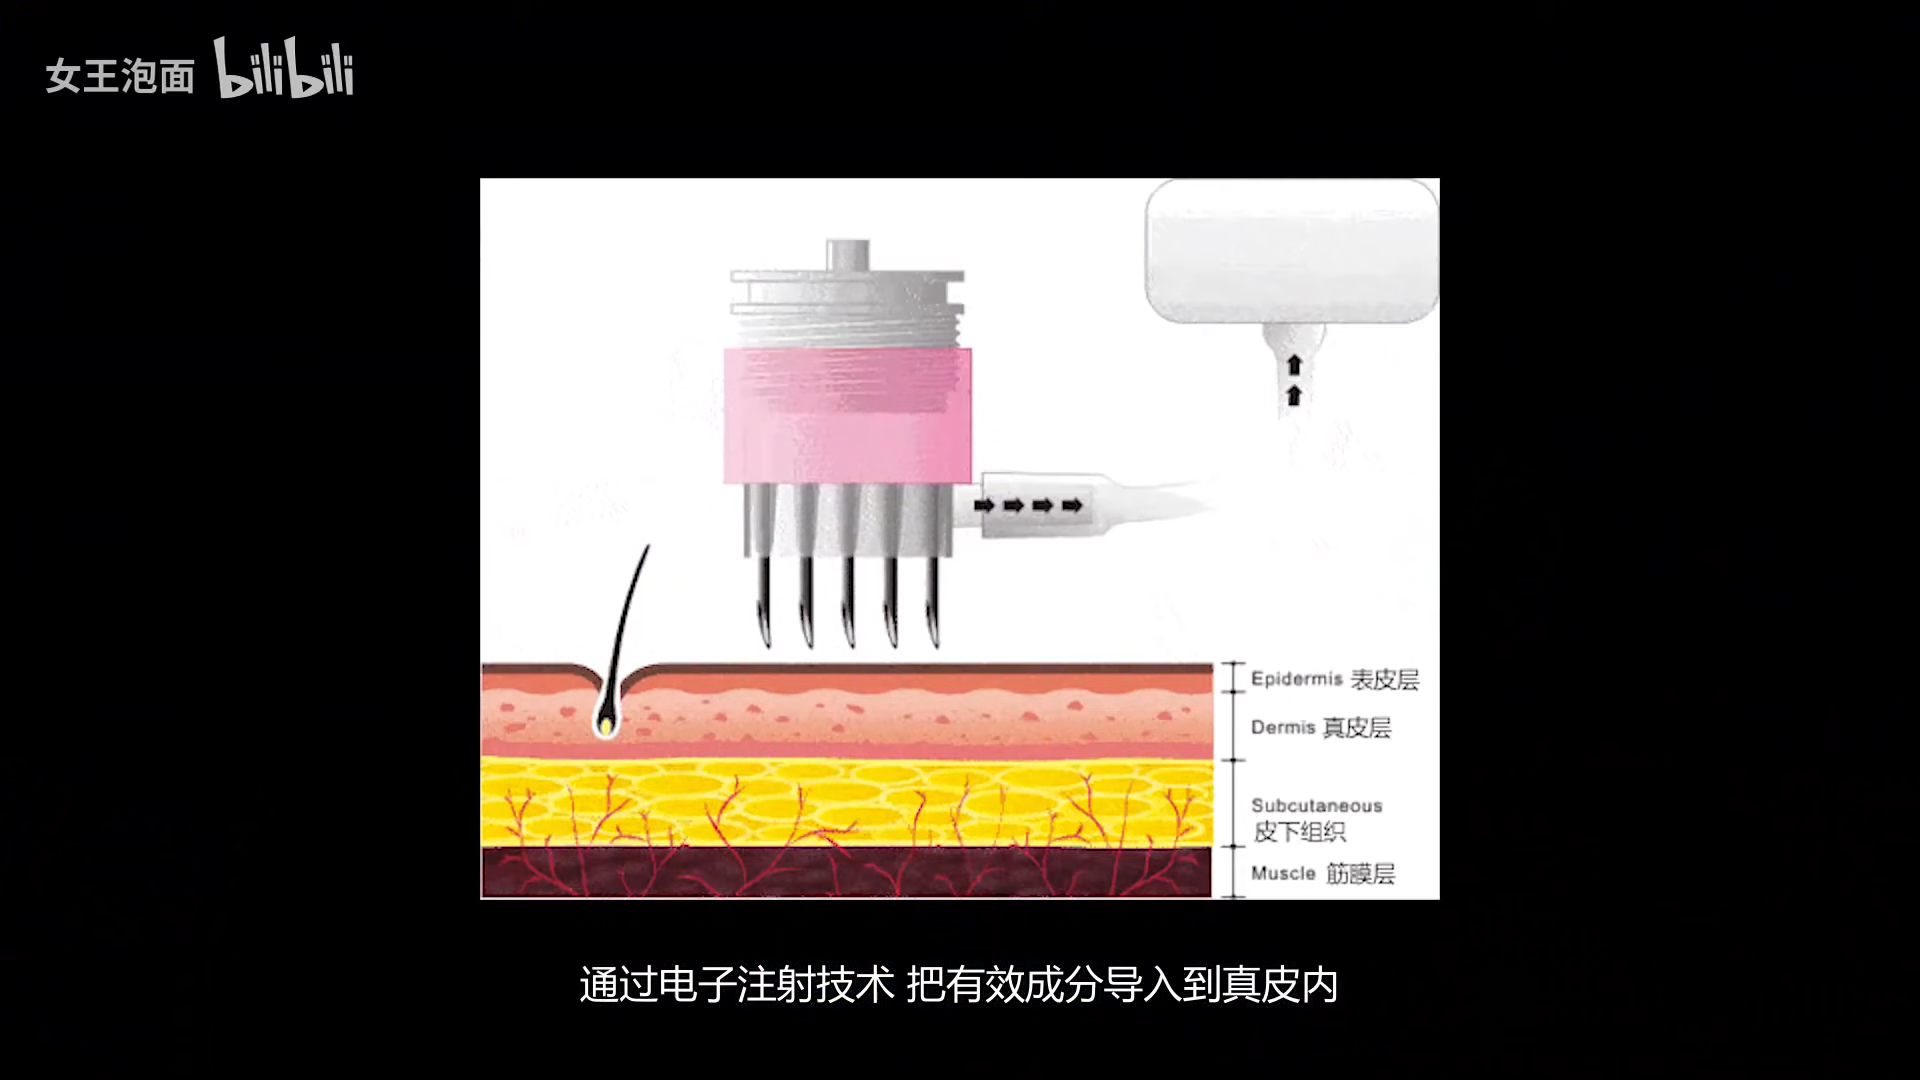 女王泡面 bilibili
Epidermis 表皮层
Dermis 真皮层
Subcutaneous
皮下组织
Muscle 筋膜层
通过电子注射技术 把有效成分导入到真皮内